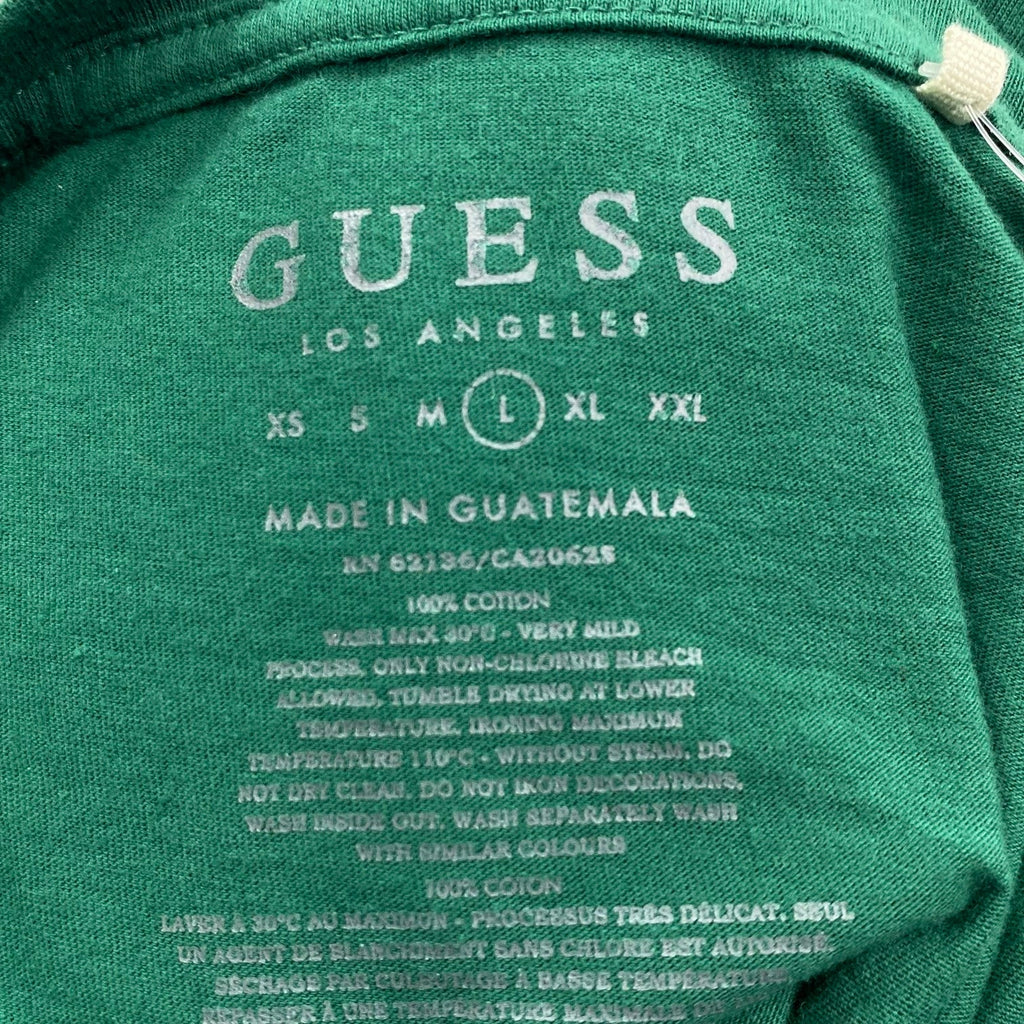 GUESS
LOS ANGELES
XS S M L XL XXL
MADE IN GUATEMALA
RN 62136/CA20625
100% COTTON
WASH MAX 30°C - VERY MILD
PROCESS, ONLY NON-CHLORINE BLEACH
ALLOWED, TUMBLE DRYING AT LOWER
TEMPERATURE, IRONING MAXIMUM
TEMPERATURE 110°C - WITHOUT STEAM, DO
NOT DRY CLEAN, DO NOT IRON DECORATIONS,
WASH INSIDE OUT, WASH SEPARATELY WASH
WITH SIMILAR COLOURS
100% COTON
LAVER À 30°C AU MAXIMUN - PROCESSUS TRÈS DÉLICAT, SEUL
UN AGENT DE BLANCHIMENT SANS CHLORE EST AUTORISÉ,
SÉCHAGE PAR CULBUTAGE À BASSE TEMPÉRATURE
REPASSER À UNE TEMPÉRATURE MAXIMALE DE